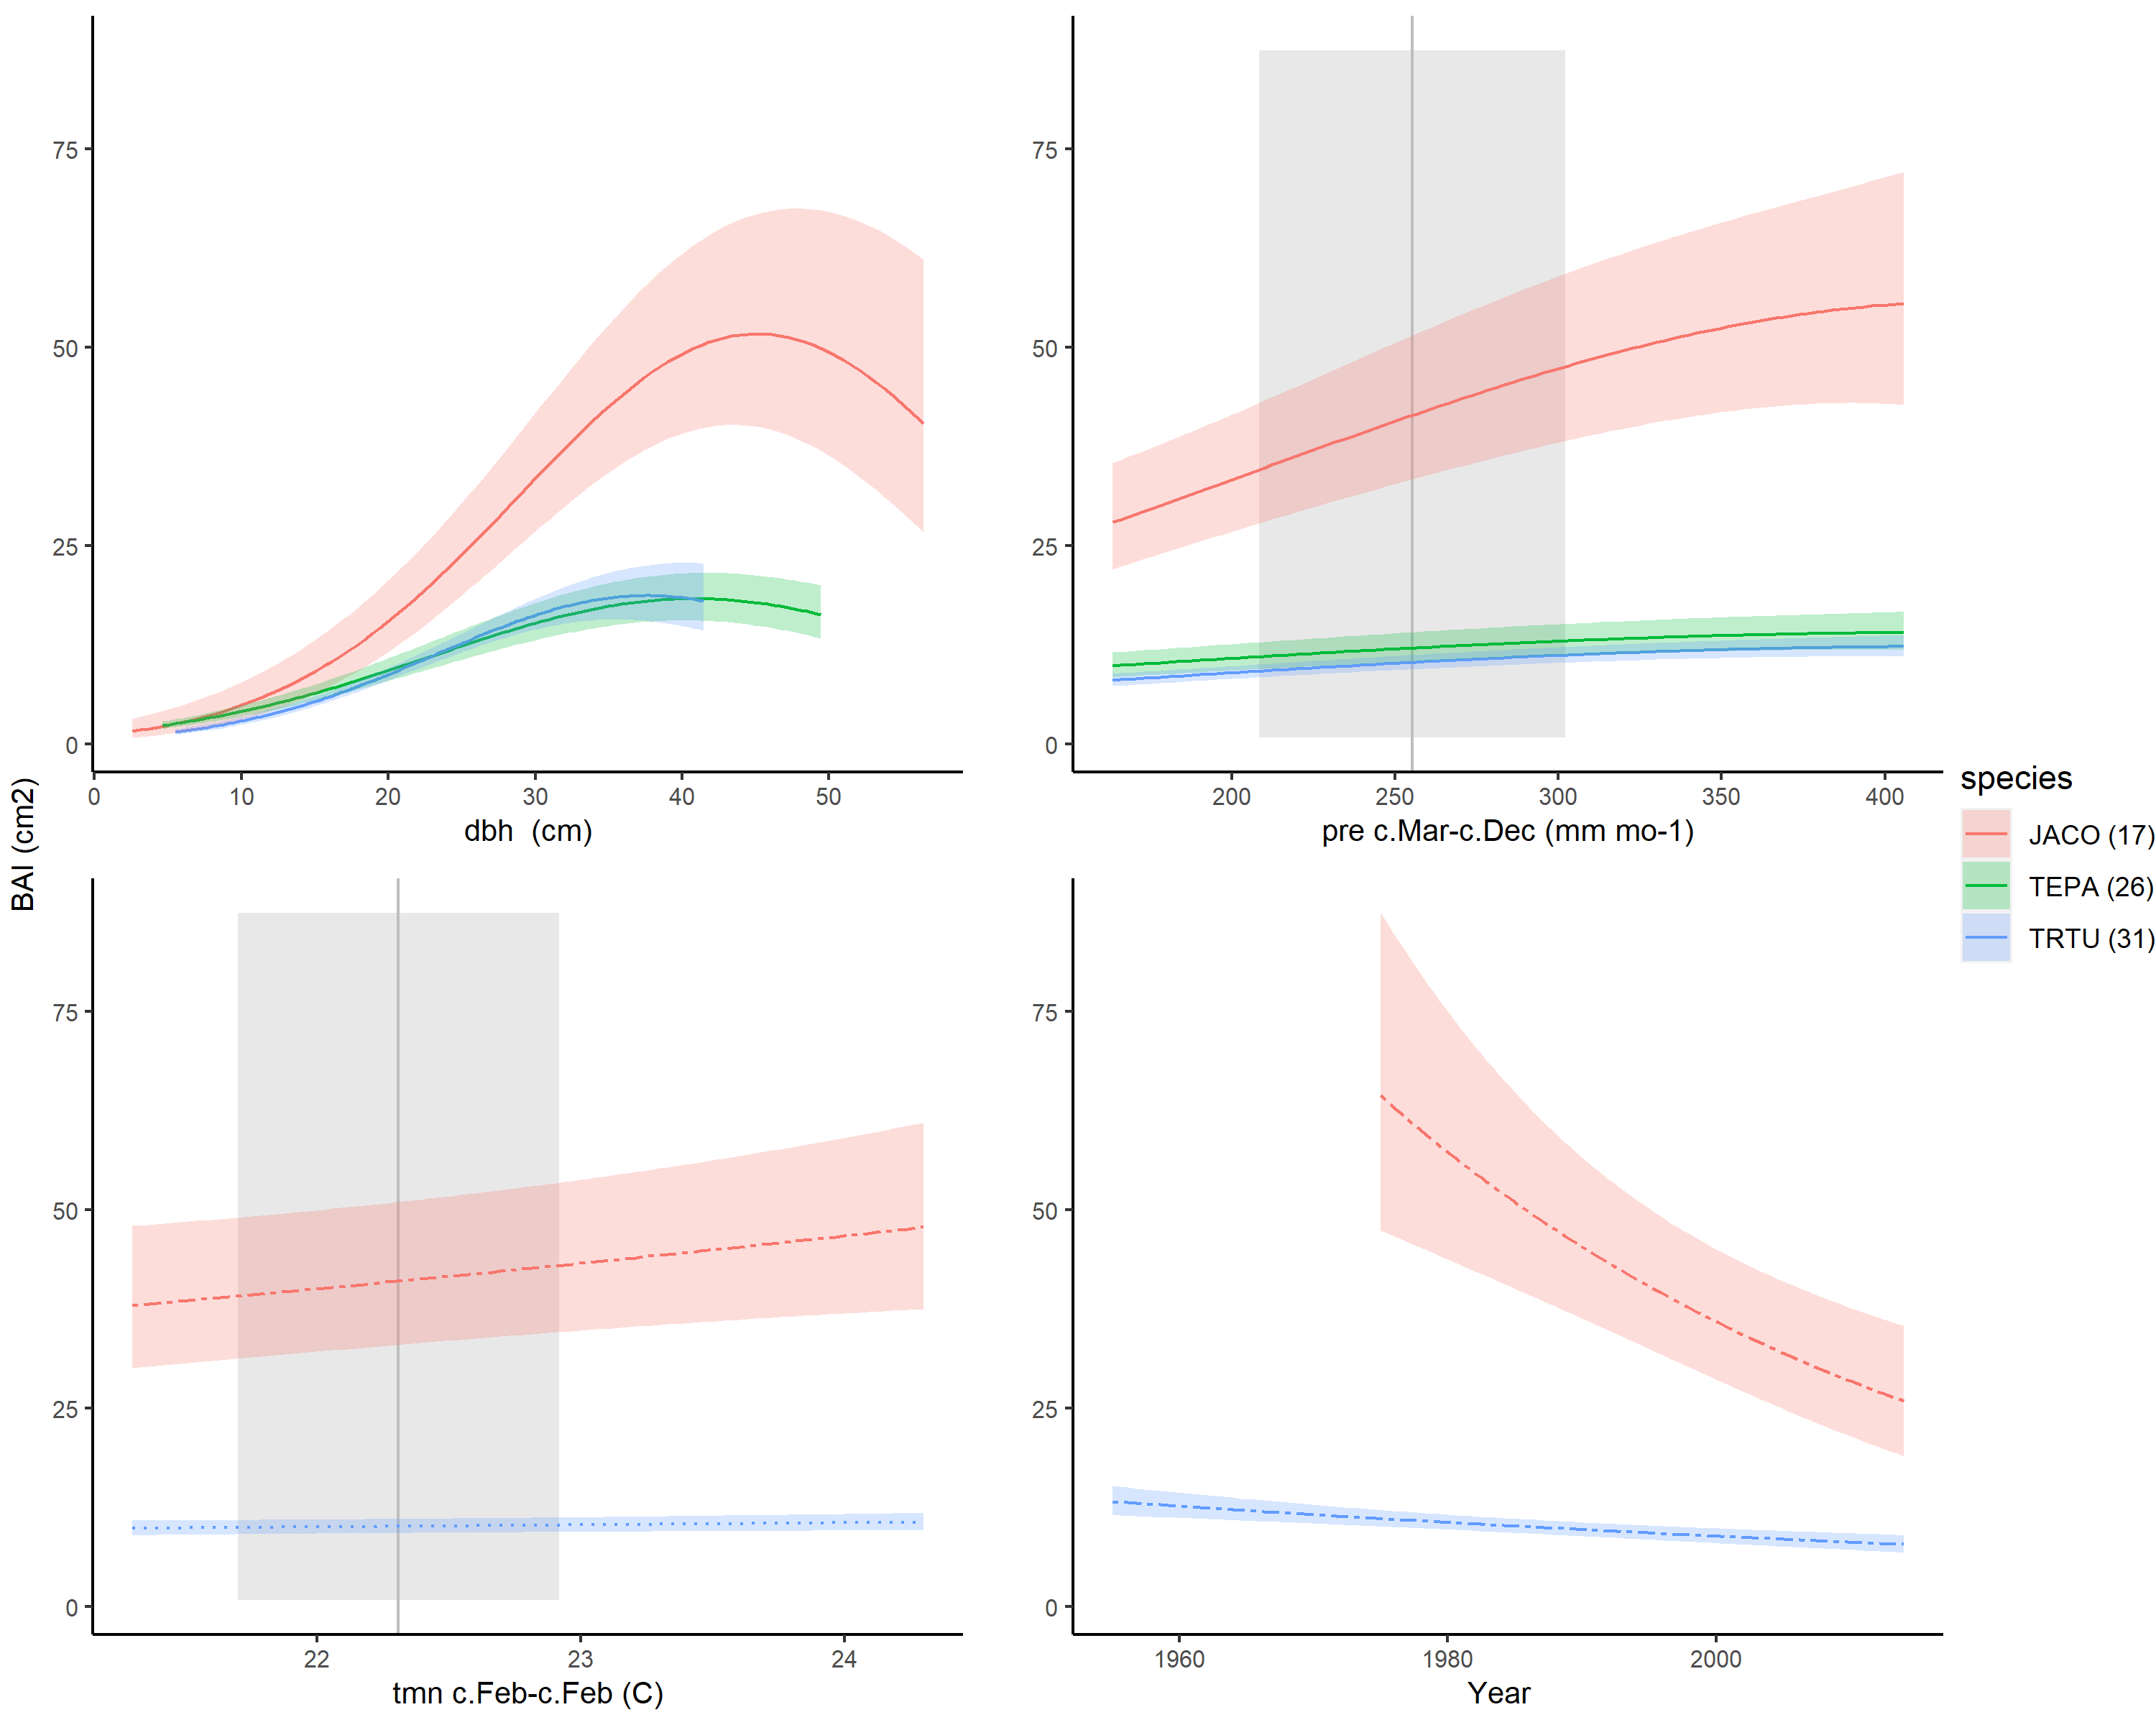 75
50
25
0
0 10 20 30 40 50
dbh (cm)
75
50
25
0
200 250 300 350 400
pre c.Mar-c.Dec (mm mo-1)
BAI (cm2)
75
50
25
0
22 23 24
tmn c.Feb-c.Feb (C)
75
50
25
0
1960 1980 2000
Year
species
JACO (17)
TEPA (26)
TRTU (31)